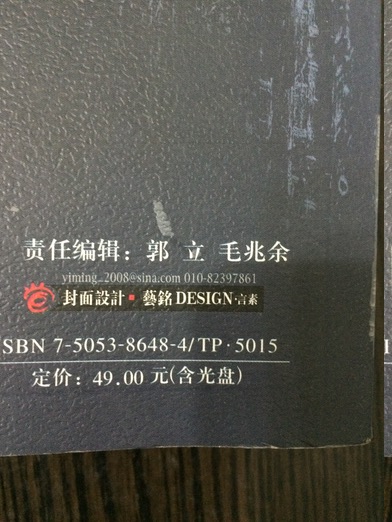 责任编辑：郭 立 毛兆余
yiming_2008@sina.com 010-82397861
封面設計▪藝銘DESIGN·言素
SBN 7-5053-8648-4/TP·5015
定价：49.00 元(含光盘)